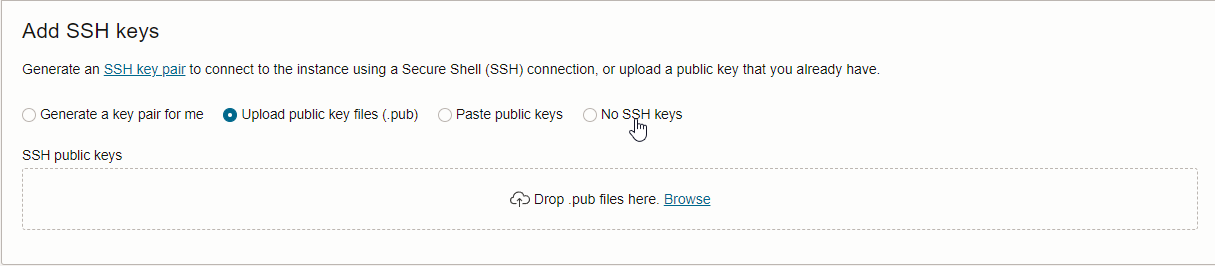 Add SSH keys
Generate an SSH key pair to connect to the instance using a Secure Shell (SSH) connection, or upload a public key that you already have.
Generate a key pair for me Upload public key files (.pub) Paste public keys No SSH keys
SSH public keys
Drop .pub files here. Browse